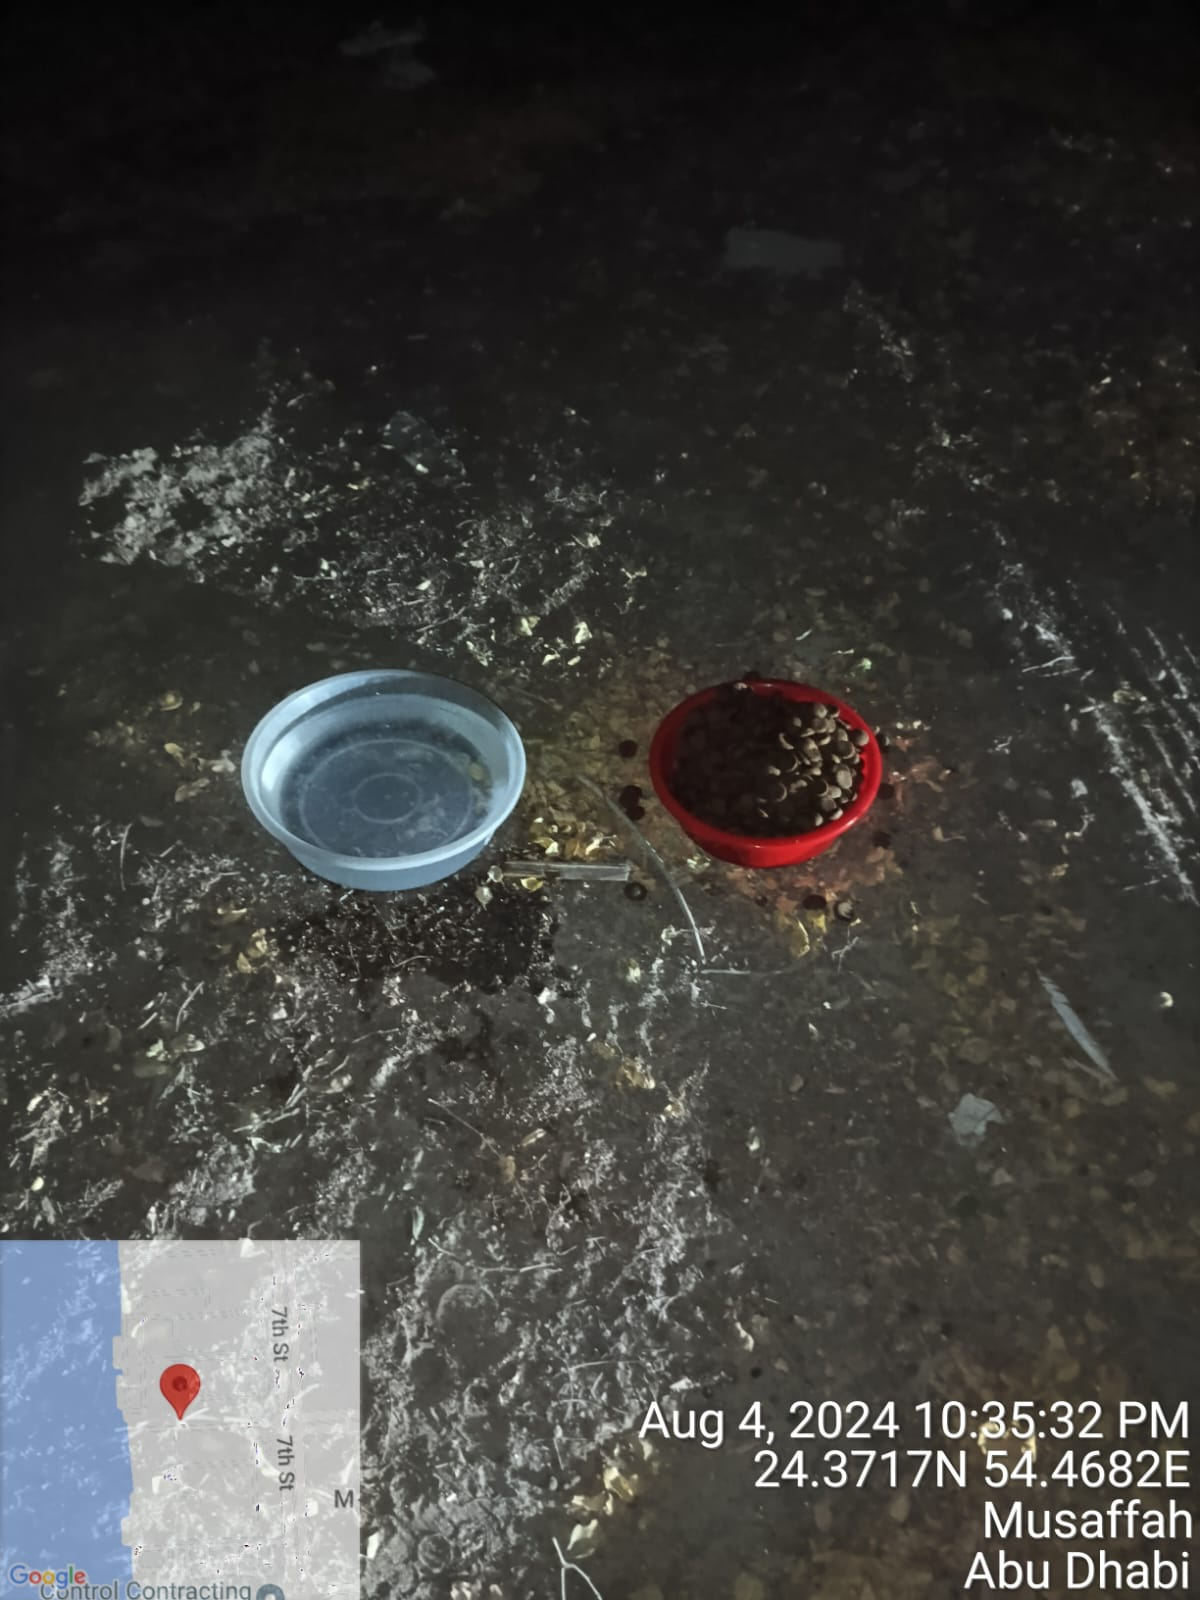 7th St
7th St
M
Google
Control Contracting
Aug 4, 2024 10:35:32 PM
24.3717N 54.4682E
Musaffah
Abu Dhabi